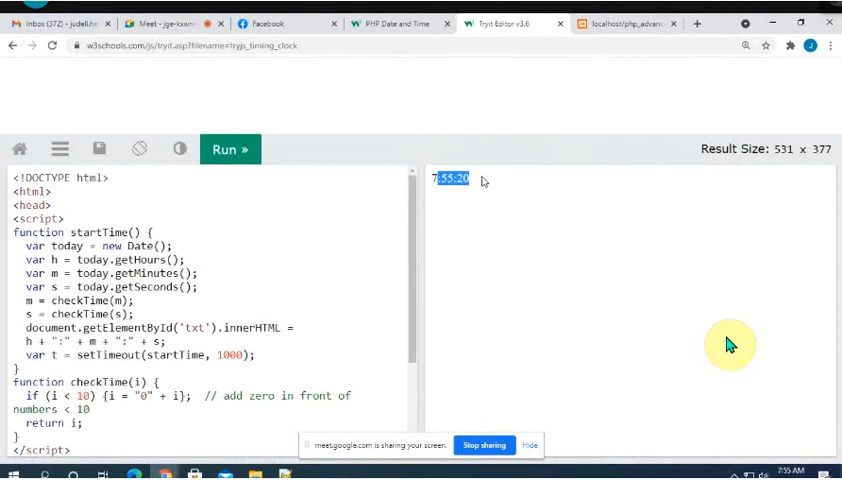 Inbox (372) - judell.h
Meet - jge-kxwn-
Facebook
PHP Date and Time
Tryit Editor v3.6
localhost/php_advanc
w3schools.com/js/tryit.asp?filename=tryjs_timing_clock
Run »
Result Size: 531 x 377
<!DOCTYPE html>
<html>
<head>
<script>
function startTime() {
var today = new Date();
var h = today.getHours();
var m = today.getMinutes();
var s = today.getSeconds();
m = checkTime(m);
s = checkTime(s);
document.getElementById('txt').innerHTML =
h + ":" + m + ":" + s;
var t = setTimeout(startTime, 1000);
}
function checkTime(i) {
if (i < 10) {i = "0" + i};  // add zero in front of
numbers < 10
return i;
}
</script>
7:55:20
meet.google.com is sharing your screen.
Stop sharing
Hide
7:55 AM